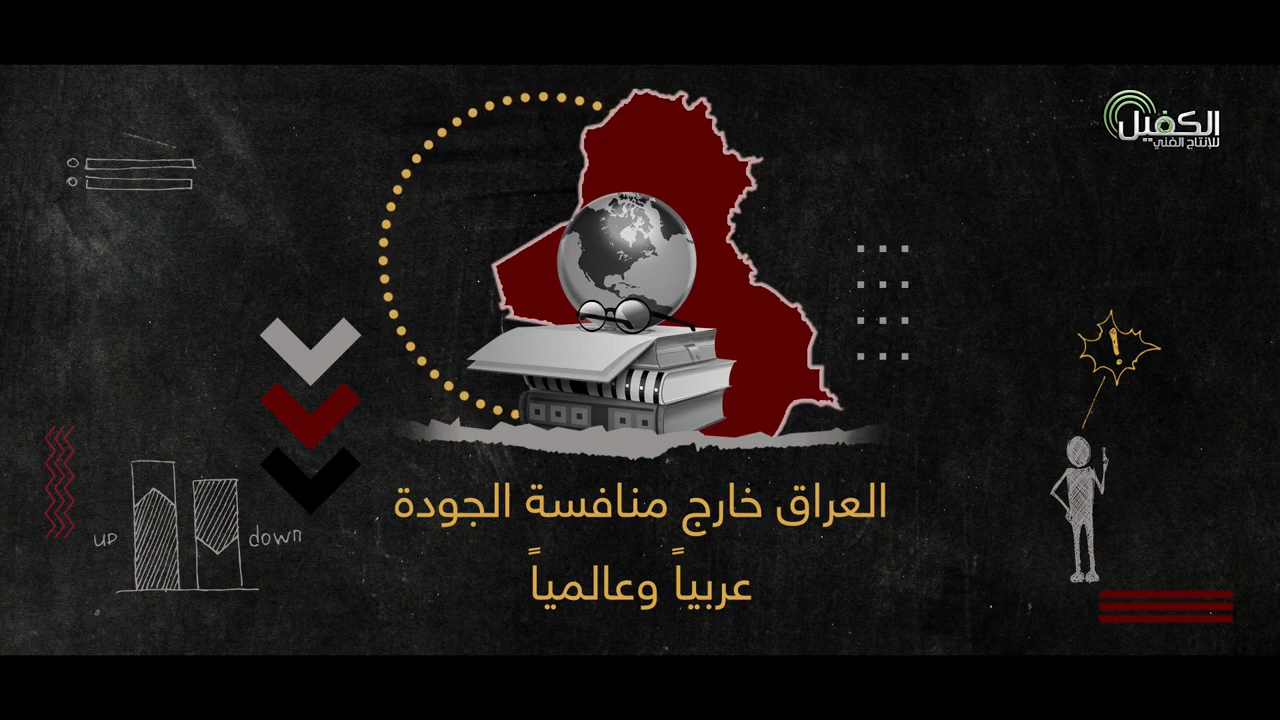 الكفيل
للإنتاج الفني
العراق خارج منافسة الجودة
عربياً وعالمياً
up
down
!